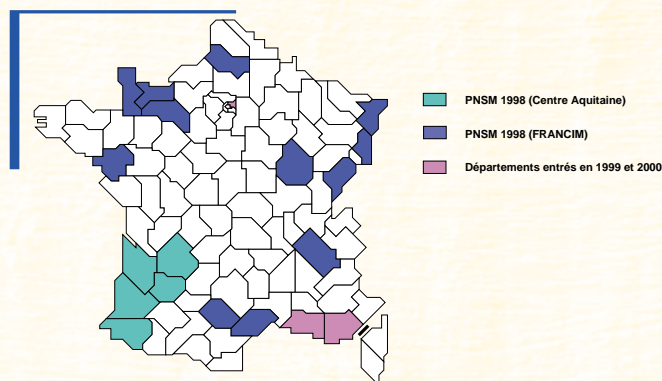 PNSM 1998 (Centre Aquitaine)
PNSM 1998 (FRANCIM)
Départements entrés en 1999 et 2000